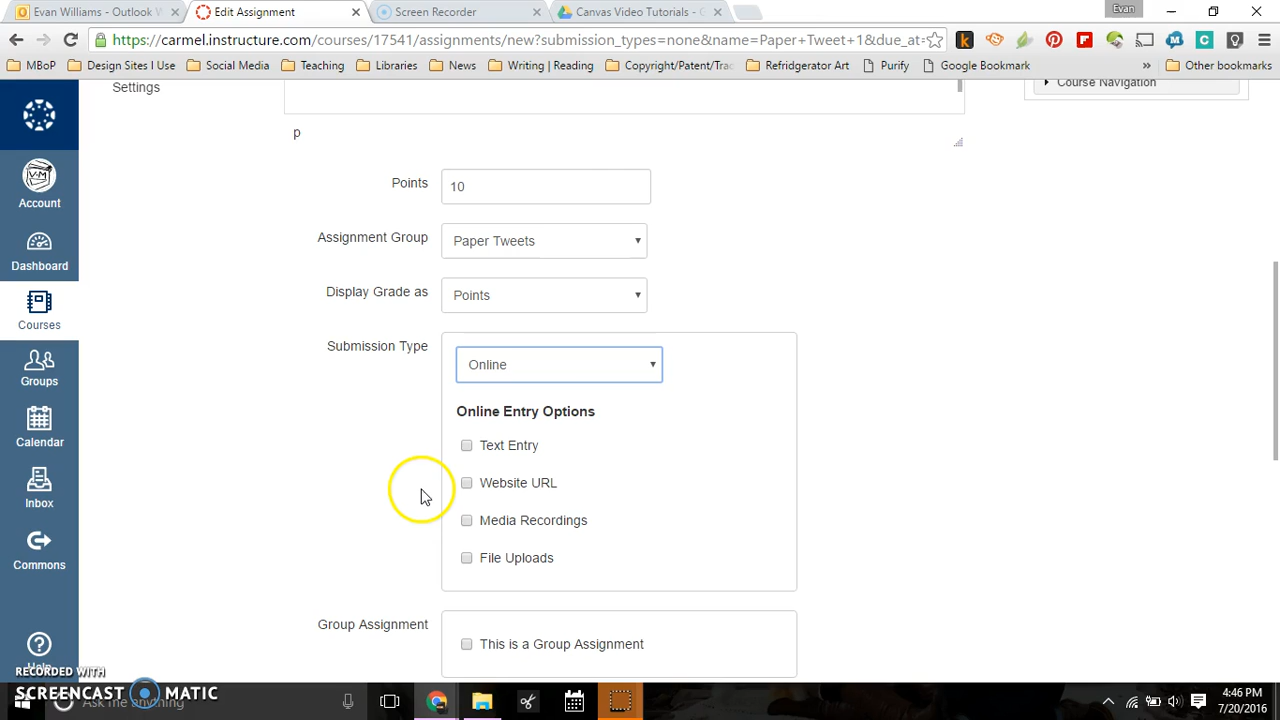 Evan Williams - Outlook W
Edit Assignment
Screen Recorder
Canvas Video Tutorials - G
Evan
https://carmel.instructure.com/courses/17541/assignments/new?submission_types=none&name=Paper+Tweet+1&due_at=
MBoP
Design Sites I Use
Social Media
Teaching
Libraries
News
Writing | Reading
Copyright/Patent/Trac
Refridgerator Art
Purify
Google Bookmark
Other bookmarks
Settings
Course Navigation
p
Points
10
Assignment Group
Paper Tweets
Display Grade as
Points
Submission Type
Online
Online Entry Options
Text Entry
Website URL
Media Recordings
File Uploads
Group Assignment
This is a Group Assignment
Account
Dashboard
Courses
Groups
Calendar
Inbox
Commons
Help
RECORDED WITH
SCREENCAST MATIC
Ask me anything
4:46 PM
7/20/2016